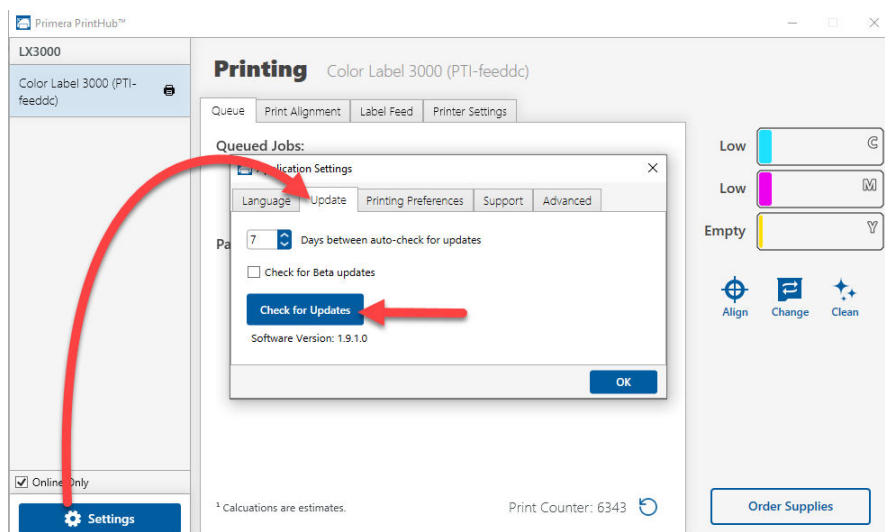 Primera PrintHub™
LX3000
Color Label 3000 (PTI-
feeddc)
Printing Color Label 3000 (PTI-feeddc)
Queue Print Alignment Label Feed Printer Settings
Queued Jobs:
Settings
Language Update Printing Preferences Support Advanced
7 Days between auto-check for updates
Check for Beta updates
Check for Updates
Software Version: 1.9.1.0
OK
Low C
Low M
Empty Y
Align Change Clean
Online Only
Settings
¹ Calcuations are estimates.
Print Counter: 6343
Order Supplies